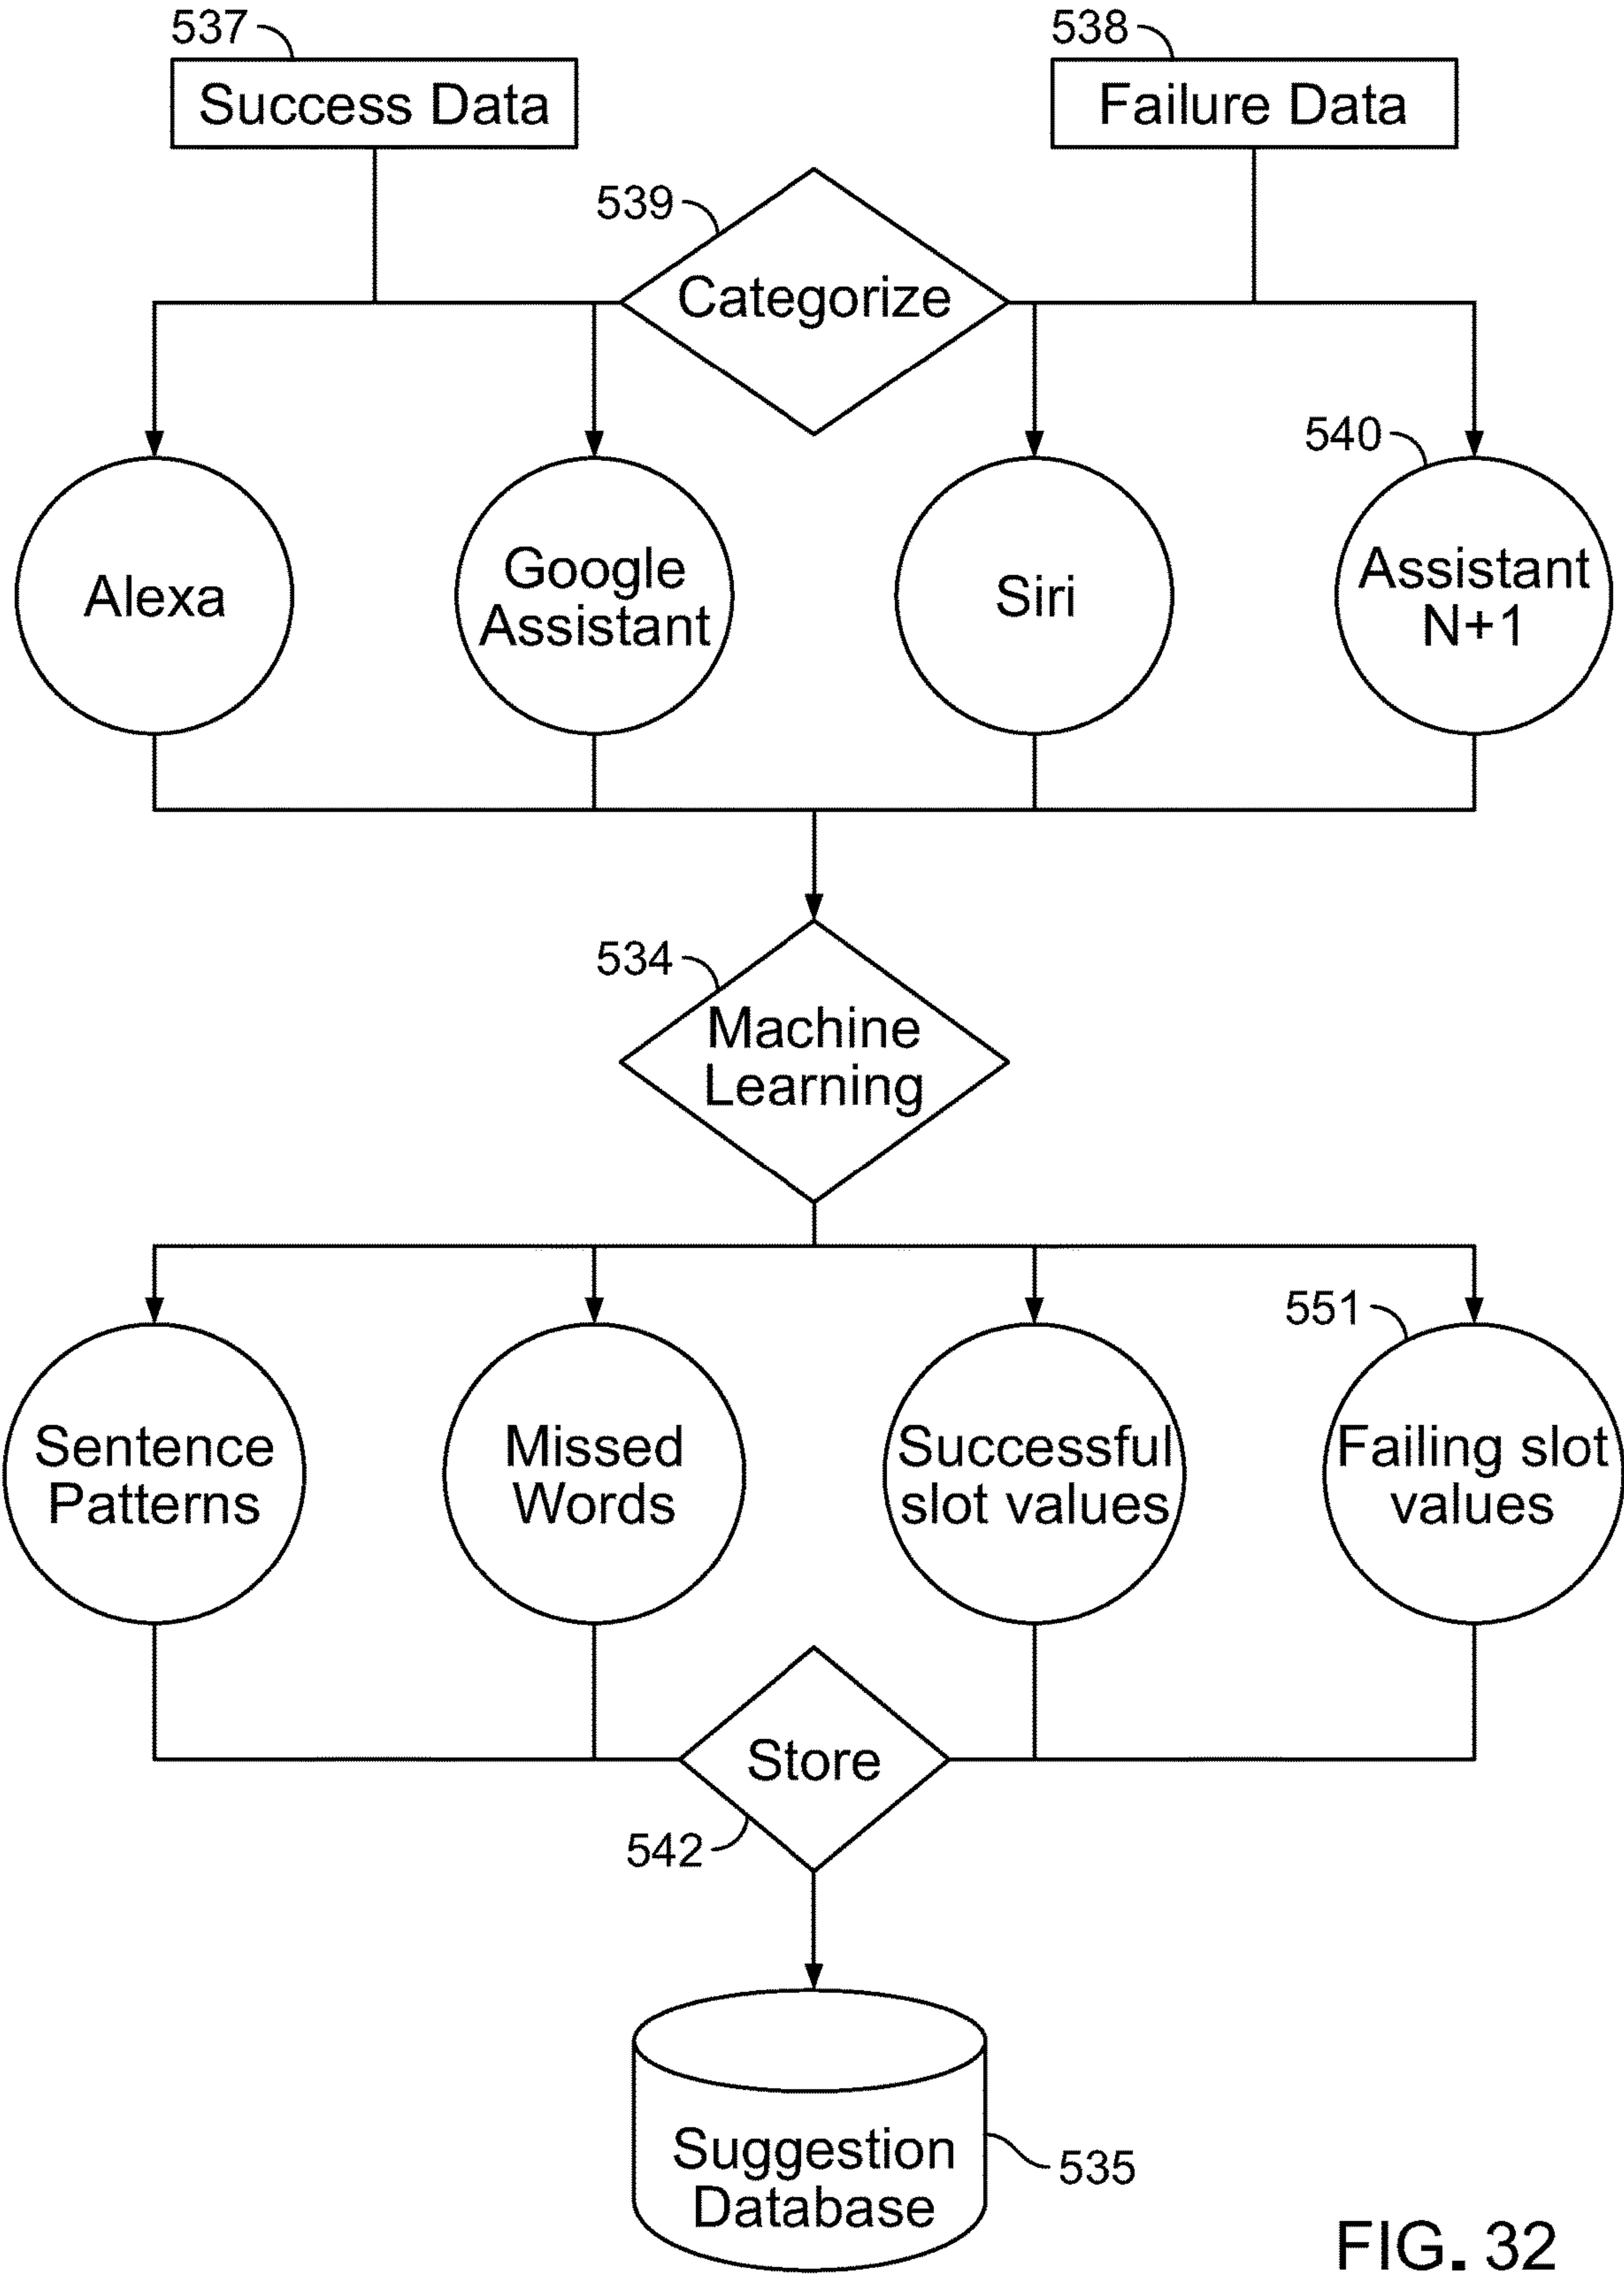 537
538
Success Data
Failure Data
539
Categorize
540
Alexa
Google
Assistant
Siri
Assistant
N+1
534
Machine
Learning
551
Sentence
Patterns
Missed
Words
Successful
slot values
Failing slot
values
Store
542
Suggestion
Database
535
FIG. 32